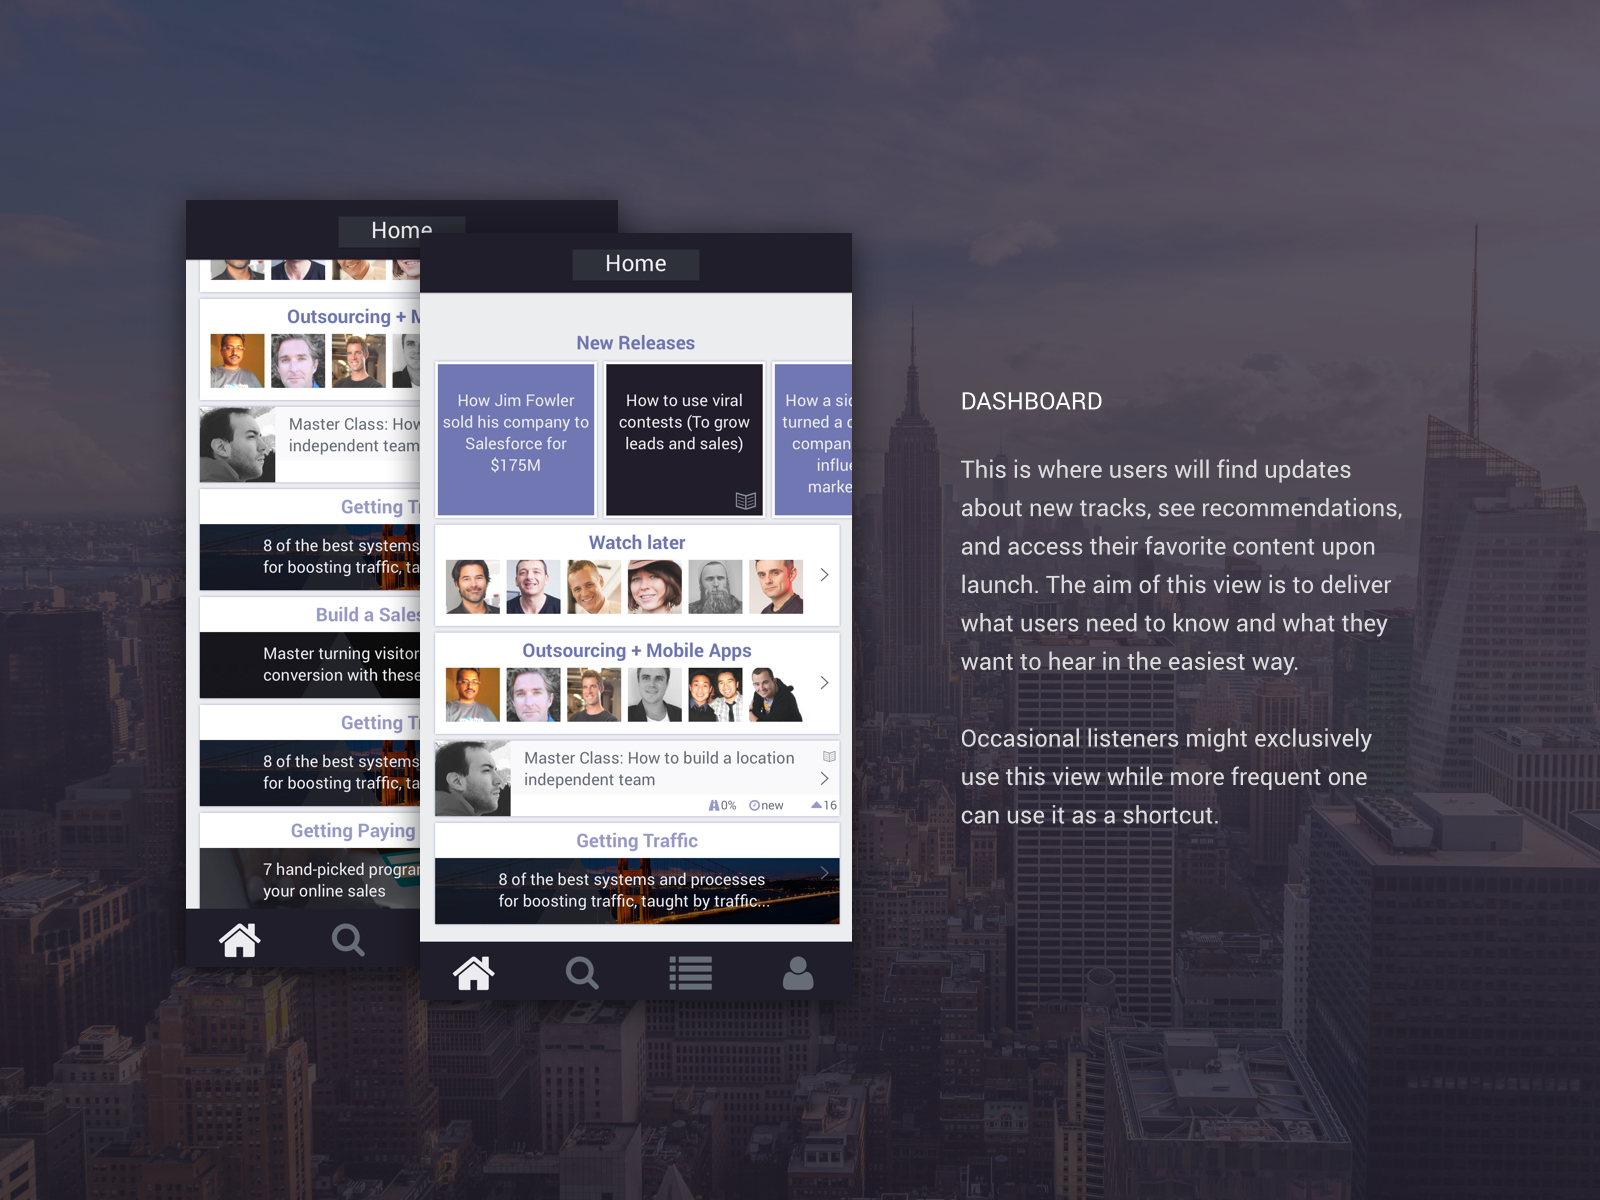 Home
Outsourcing + M
Master Class: How
independent team
Getting Tr
8 of the best systems
for boosting traffic, ta
Build a Sales
Master turning visitor
conversion with these
Getting Tr
8 of the best systems
for boosting traffic, ta
Getting Paying
7 hand-picked program
your online sales
Home
New Releases
How Jim Fowler
sold his company to
Salesforce for
$175M
How to use viral
contests (To grow
leads and sales)
How a sid
turned a c
compan
influe
marke
Watch later
Outsourcing + Mobile Apps
Master Class: How to build a location
independent team
0% new 16
Getting Traffic
8 of the best systems and processes
for boosting traffic, taught by traffic...
DASHBOARD
This is where users will find updates
about new tracks, see recommendations,
and access their favorite content upon
launch. The aim of this view is to deliver
what users need to know and what they
want to hear in the easiest way.
Occasional listeners might exclusively
use this view while more frequent one
can use it as a shortcut.